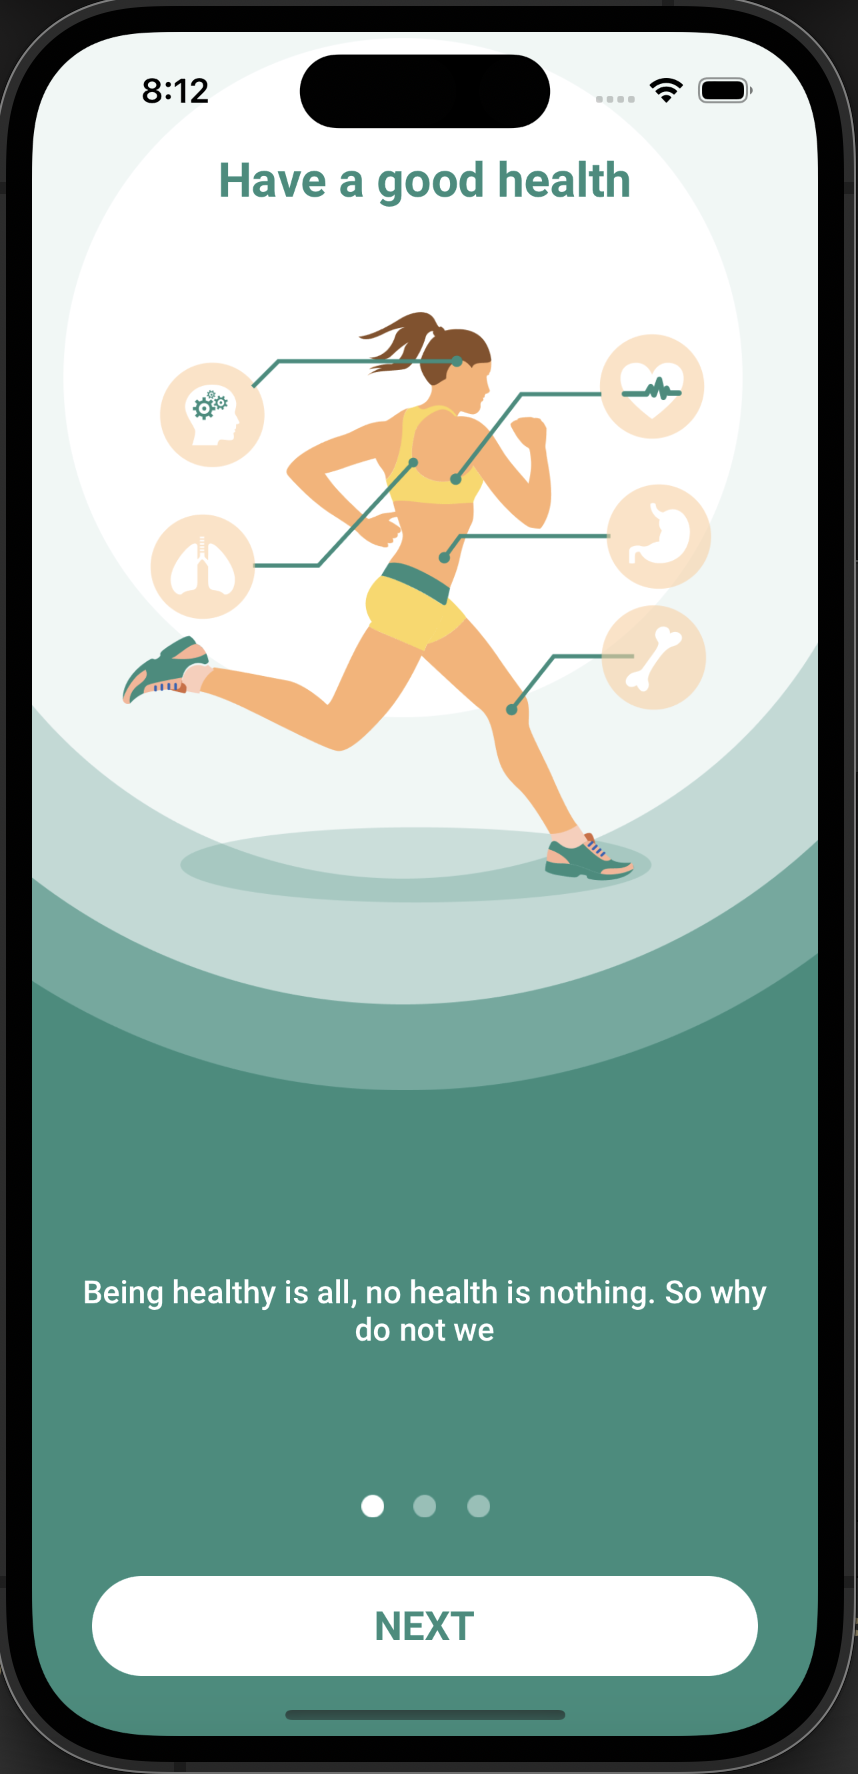 8:12
Have a good health
Being healthy is all, no health is nothing. So why
do not we
NEXT